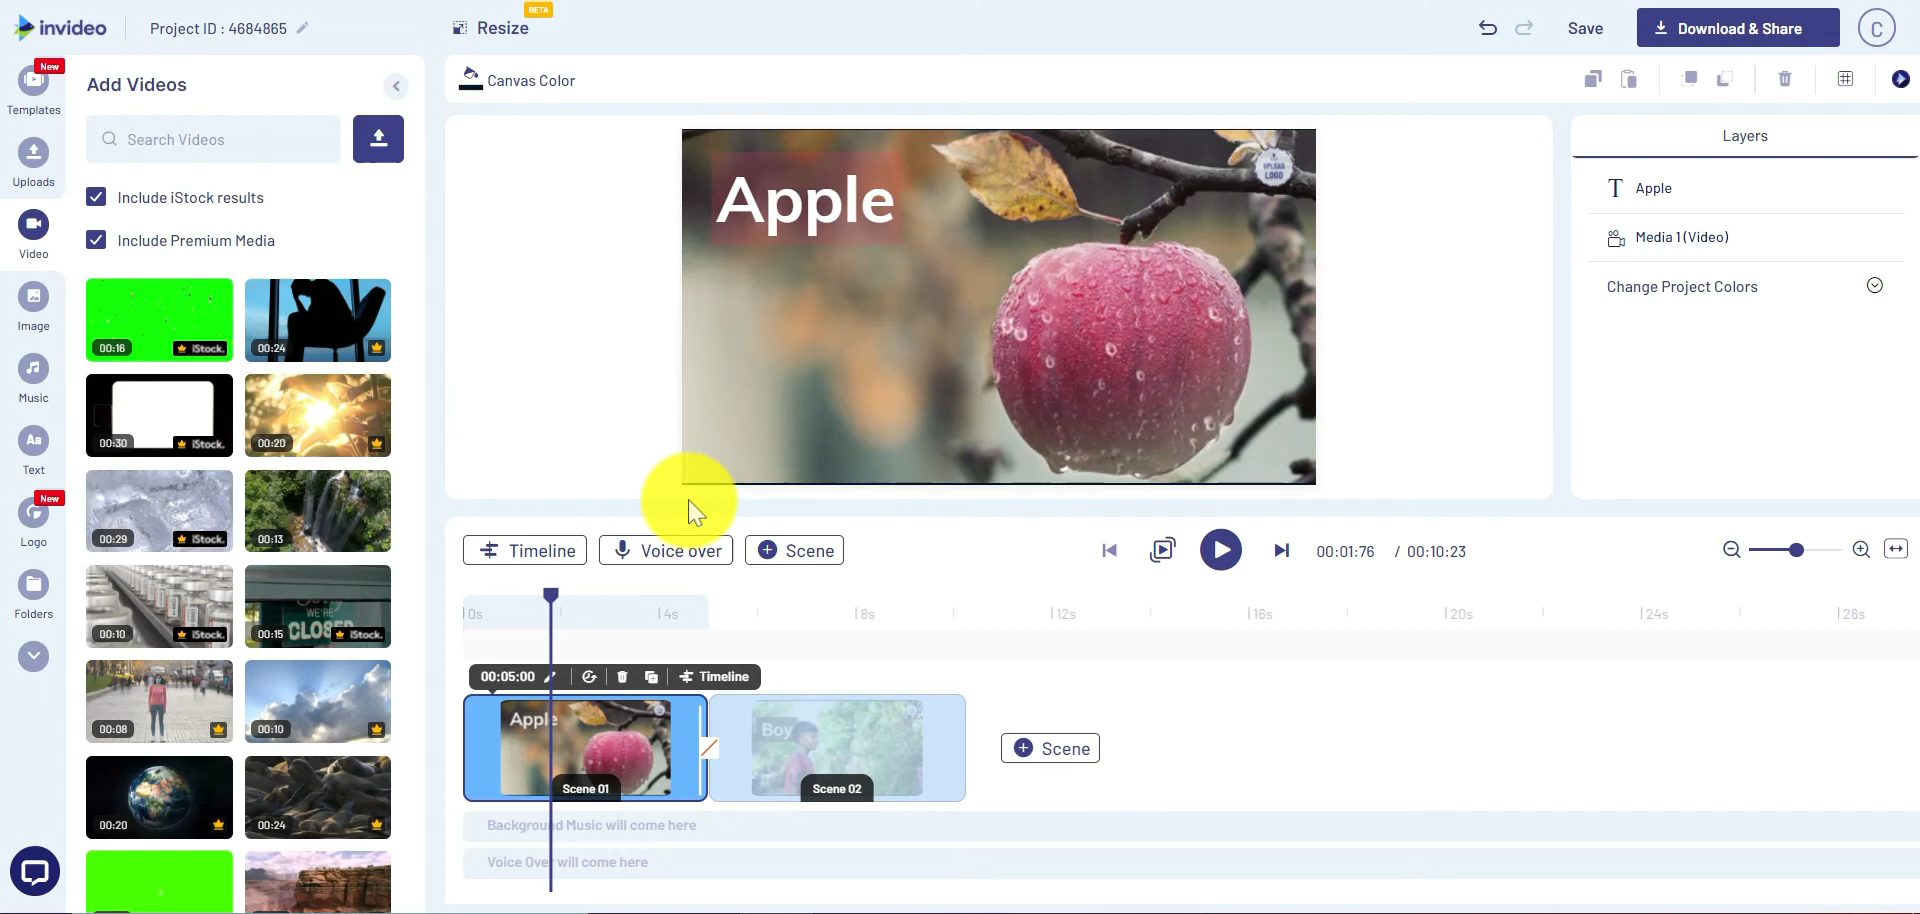 invideo
Project ID : 4684865
Resize
BETA
Save
Download & Share
C
New
Templates
Uploads
Video
Image
Music
Aa
Text
New
Logo
Folders
Add Videos
Search Videos
Include iStock results
Include Premium Media
00:16
iStock.
00:24
00:30
iStock.
00:20
00:29
iStock.
00:13
00:10
iStock.
WE'RE
CLOSED
00:15
iStock.
00:08
00:10
00:20
00:24
Canvas Color
Apple
UPLOAD
LOGO
Layers
T Apple
Media 1 (Video)
Change Project Colors
Timeline
Voice over
Scene
00:01:76 / 00:10:23
0s
4s
8s
12s
16s
20s
24s
28s
00:05:00
Timeline
Apple
Scene 01
Boy
Scene 02
Scene
Background Music will come here
Voice Over will come here